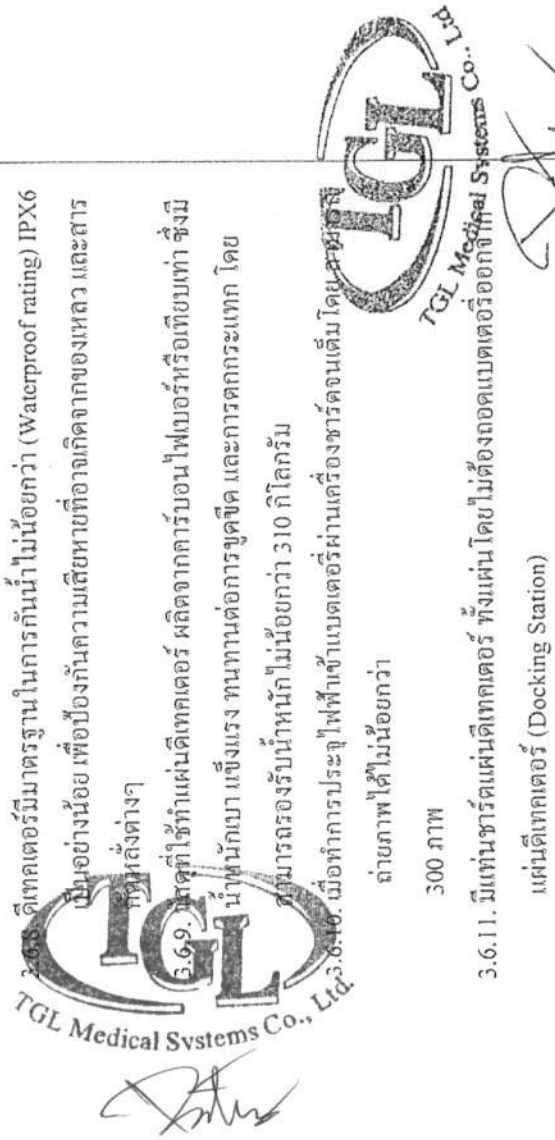 3.6.8. ดีเทคเตอร์มีมาตรฐานในการกันน้ำไม่น้อยกว่า (Waterproof rating) IPX6
เป็นอย่างน้อย เพื่อป้องกันความเสียหายที่อาจเกิดจากของเหลว และสาร
คัดหลั่งต่างๆ
3.6.9. วัสดุที่ใช้ทำแผ่นดีเทคเตอร์ ผลิตจากคาร์บอนไฟเบอร์หรือเทียบเท่า ซึ่งมี
น้ำหนักเบา แข็งแรง ทนทานต่อการขูดขีด และการตกกระแทก โดย
สามารถรองรับน้ำหนักไม่น้อยกว่า 310 กิโลกรัม
3.6.10. เมื่อทำการประจุไฟฟ้าเข้าแบตเตอรี่ผ่านเครื่องชาร์ตจนเต็มโดย
ถ่ายภาพได้ไม่น้อยกว่า
300 ภาพ
3.6.11. มีแท่นชาร์ตแผ่นดีเทคเตอร์ ทั้งแผ่นโดยไม่ต้องถอดแบตเตอรี่ออกจาก
แผ่นดีเทคเตอร์ (Docking Station)
TGL
TGL Medical Systems Co., Ltd.
TGL
TGL Medical Systems Co., Ltd